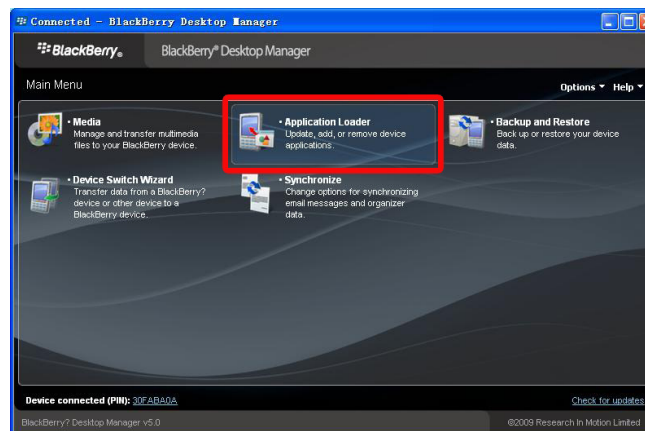 Connected - BlackBerry Desktop Manager
BlackBerry®
BlackBerry® Desktop Manager
Main Menu
Options
Help
Media
Manage and transfer multimedia
files to your BlackBerry device.
Application Loader
Update, add, or remove device
applications.
Backup and Restore
Back up or restore your device
data.
Device Switch Wizard
Transfer data from a BlackBerry?
device or other device to a
BlackBerry device.
Synchronize
Change options for synchronizing
email messages and organizer
data.
Device connected (PIN): 30FABA0A
Check for updates
BlackBerry? Desktop Manager v5.0
©2009 Research In Motion Limited